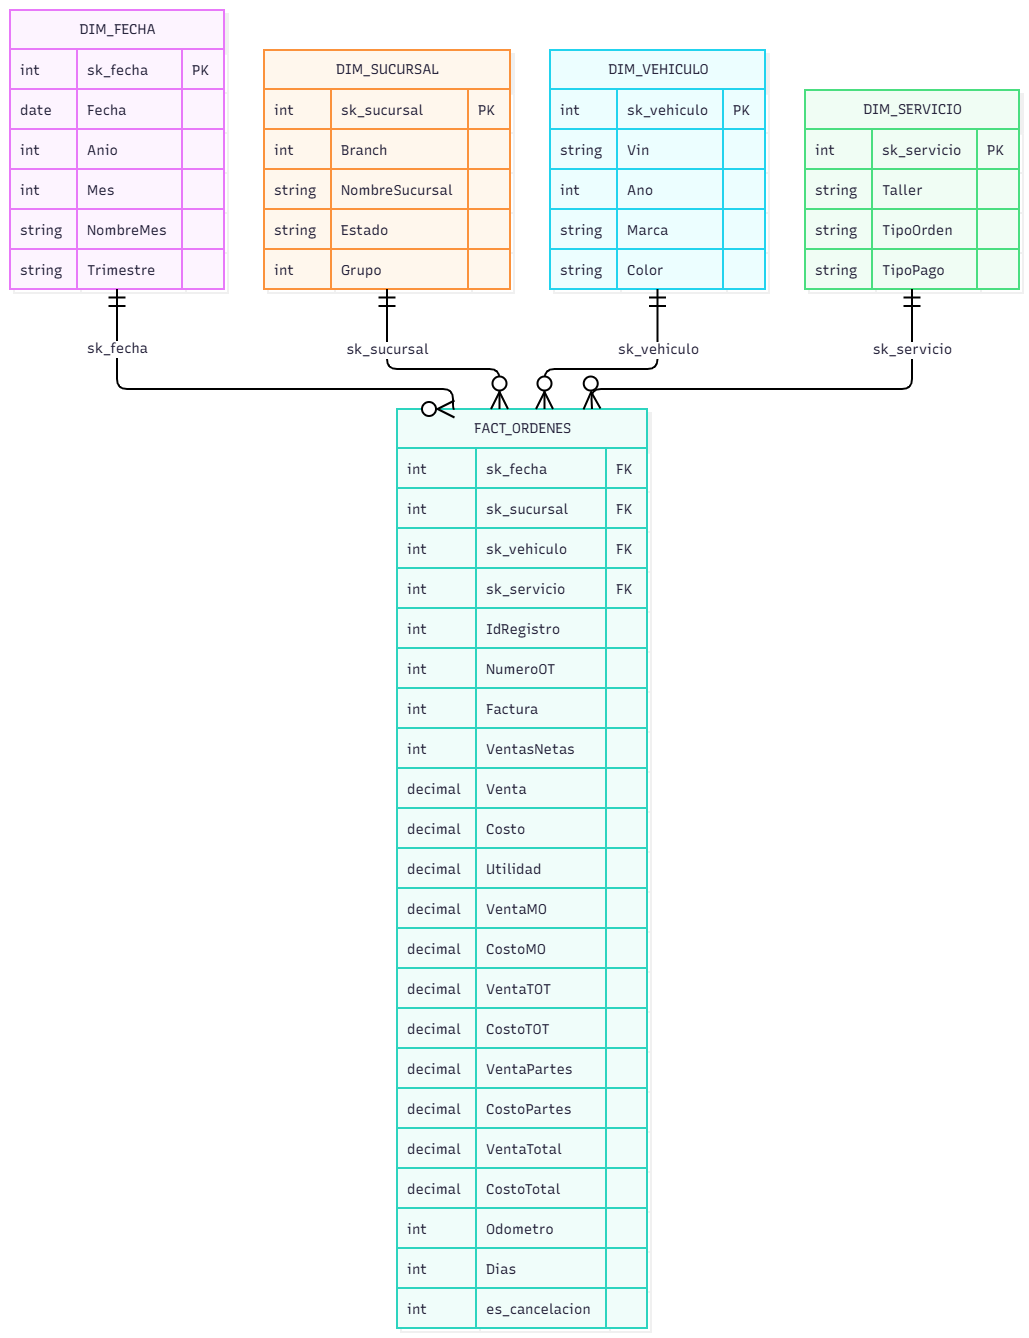 DIM_FECHA
int sk_fecha PK
date Fecha
int Anio
int Mes
string NombreMes
string Trimestre
DIM_SUCURSAL
int sk_sucursal PK
int Branch
string NombreSucursal
string Estado
int Grupo
DIM_VEHICULO
int sk_vehiculo PK
string Vin
int Ano
string Marca
string Color
DIM_SERVICIO
int sk_servicio PK
string Taller
string TipoOrden
string TipoPago
sk_fecha
sk_sucursal
sk_vehiculo
sk_servicio
FACT_ORDENES
int sk_fecha FK
int sk_sucursal FK
int sk_vehiculo FK
int sk_servicio FK
int IdRegistro
int NumeroOT
int Factura
int VentasNetas
decimal Venta
decimal Costo
decimal Utilidad
decimal VentaMO
decimal CostoMO
decimal VentaTOT
decimal CostoTOT
decimal VentaPartes
decimal CostoPartes
decimal VentaTotal
decimal CostoTotal
int Odometro
int Dias
int es_cancelacion